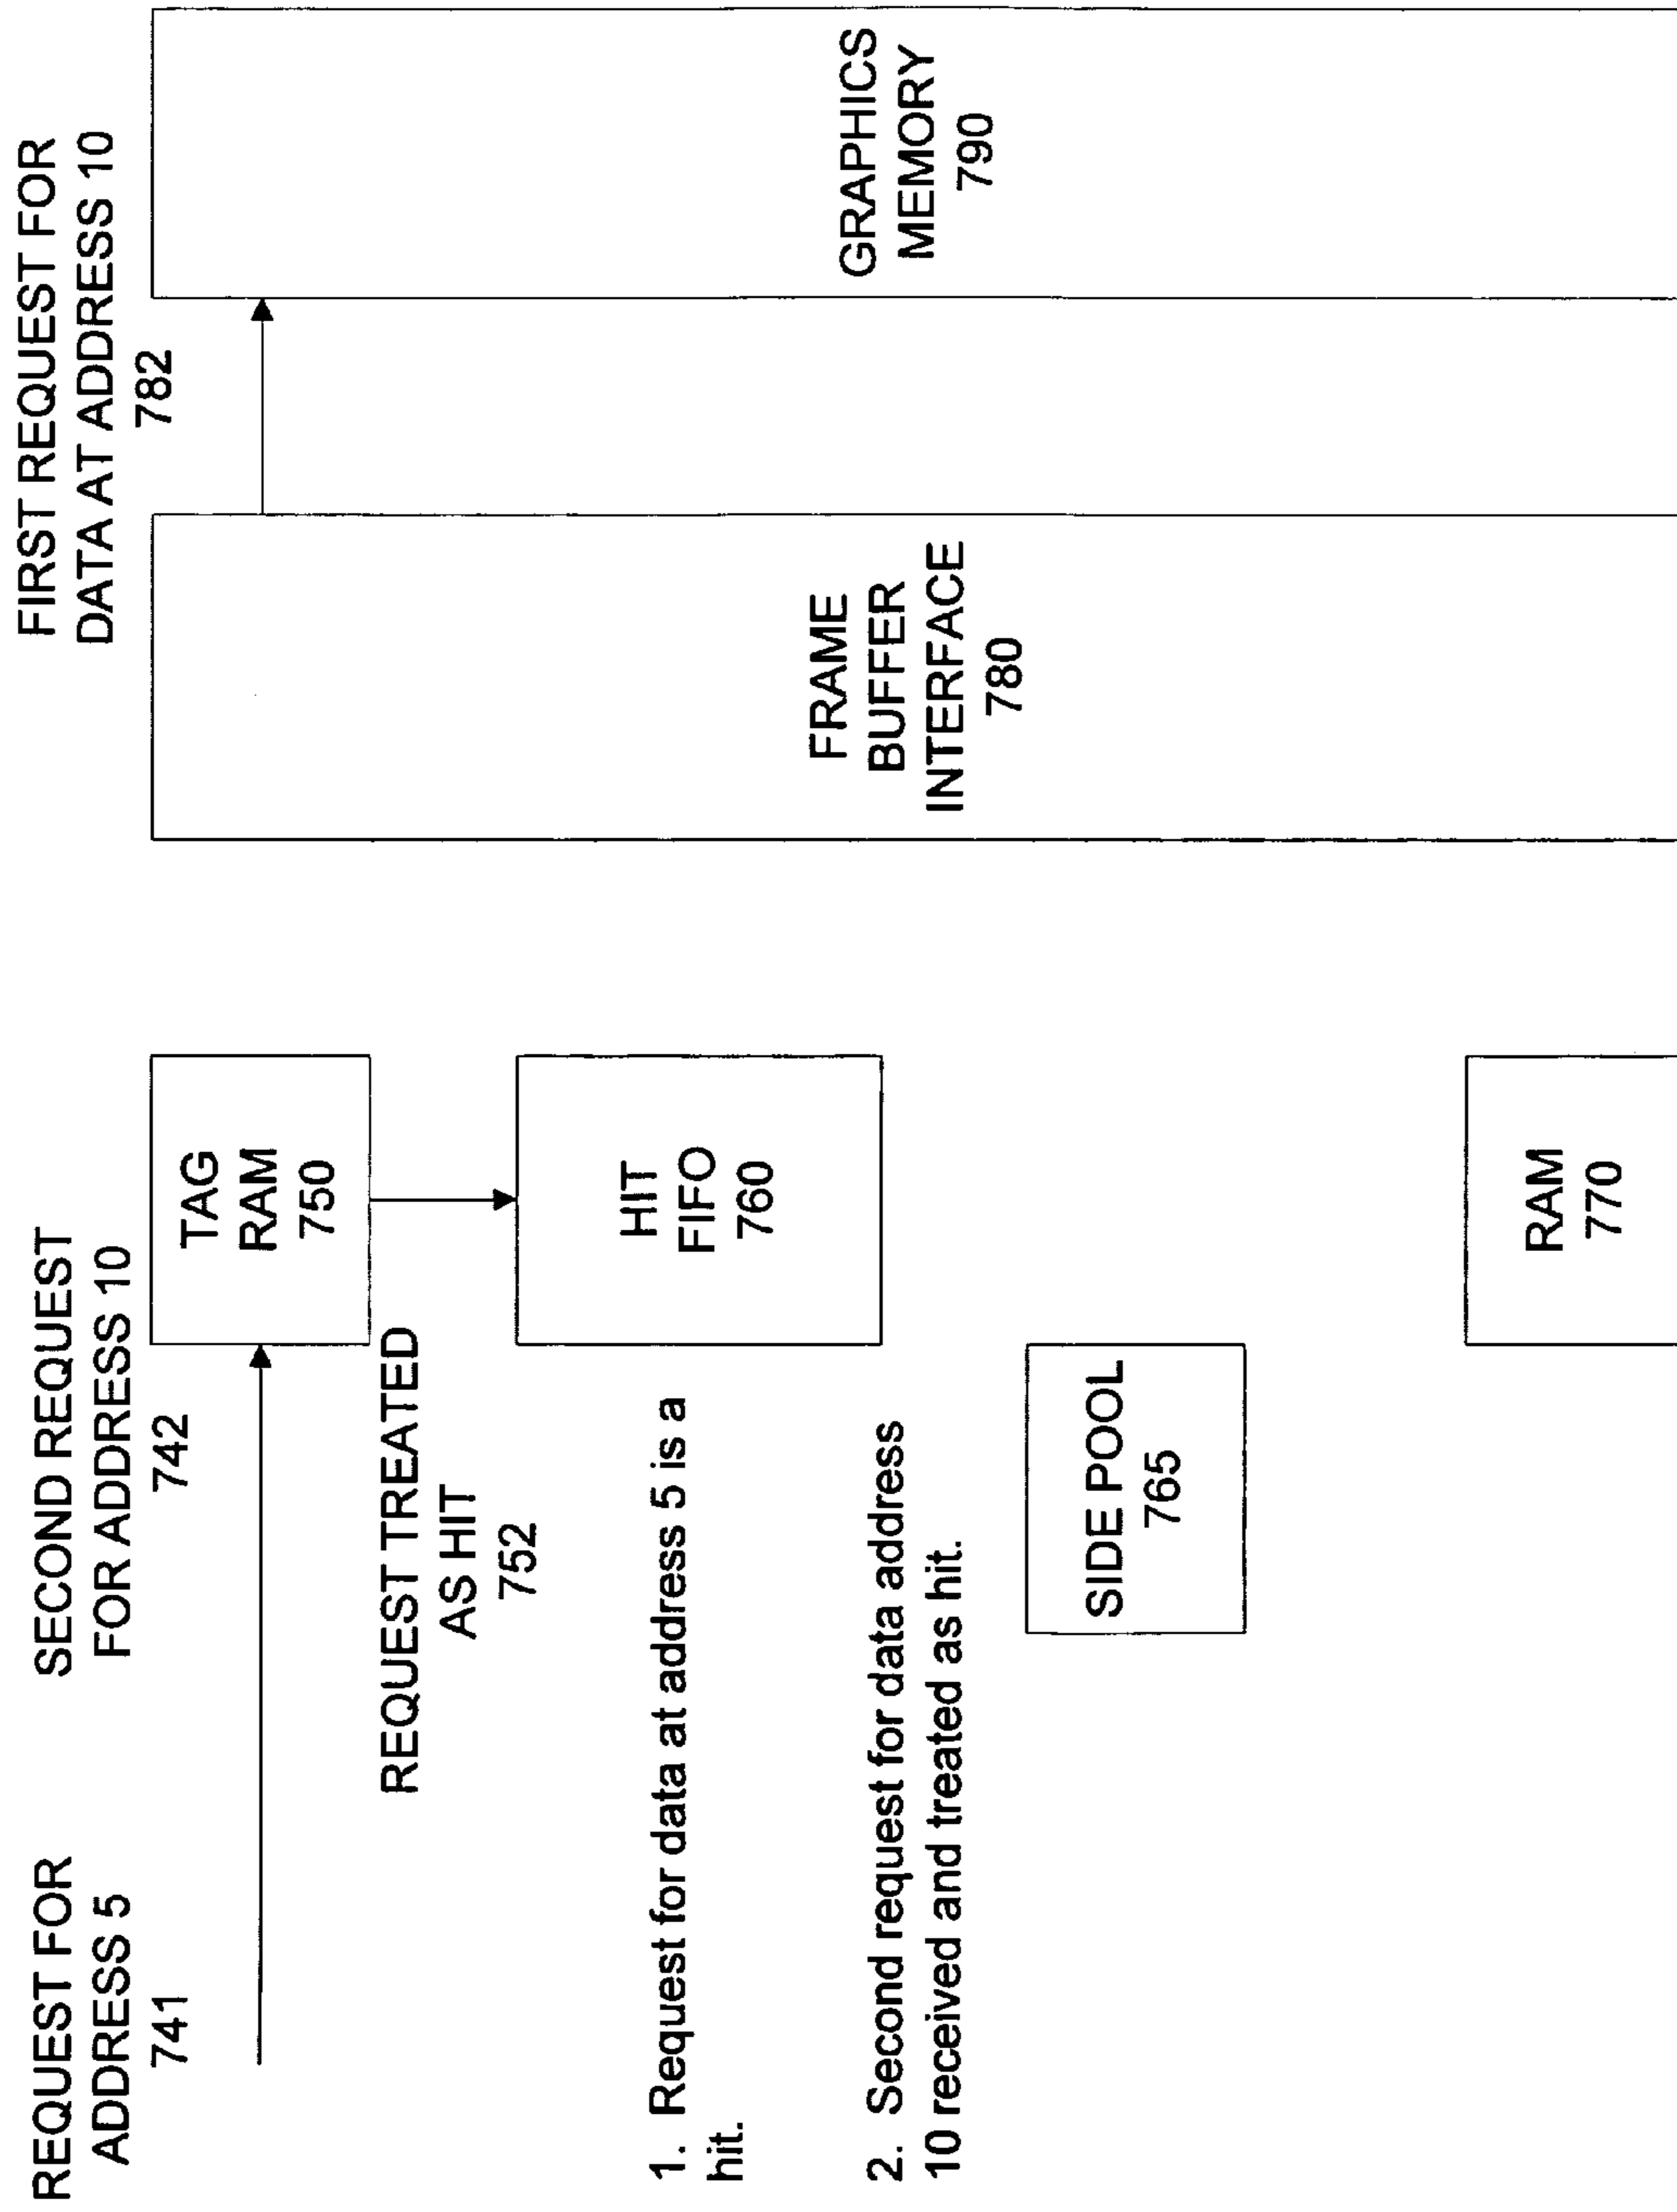 REQUEST FOR
ADDRESS 5
741
SECOND REQUEST
FOR ADDRESS 10
742
FIRST REQUEST FOR
DATA AT ADDRESS 10
782
TAG
RAM
750
REQUEST TREATED
AS HIT
752
HIT
FIFO
760
1. Request for data at address 5 is a
hit.
2. Second request for data address
10 received and treated as hit.
SIDE POOL
765
RAM
770
FRAME
BUFFER
INTERFACE
780
GRAPHICS
MEMORY
790